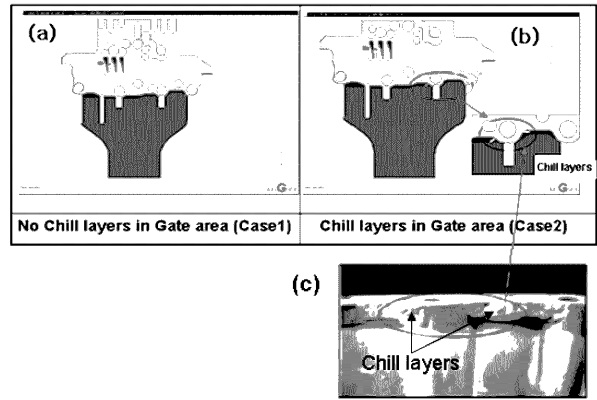 (a)
(b)
Chill layers
No Chill layers in Gate area (Case1)
Chill layers in Gate area (Case2)
(c)
Chill layers